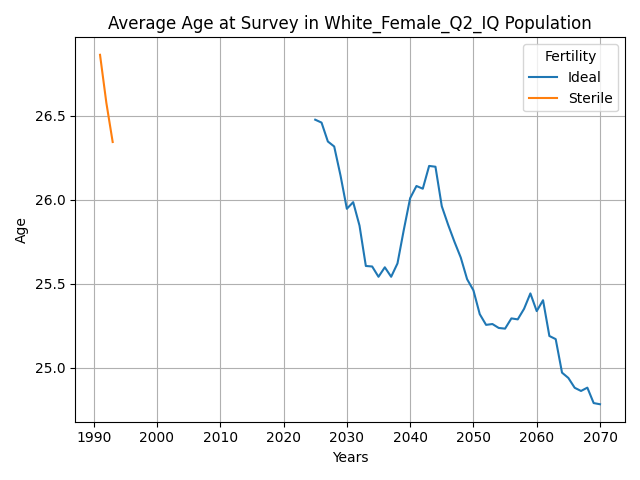 Average Age at Survey in White_Female_Q2_IQ Population
Fertility
Ideal
Sterile
Age
26.5
26.0
25.5
25.0
1990 2000 2010 2020 2030 2040 2050 2060 2070
Years